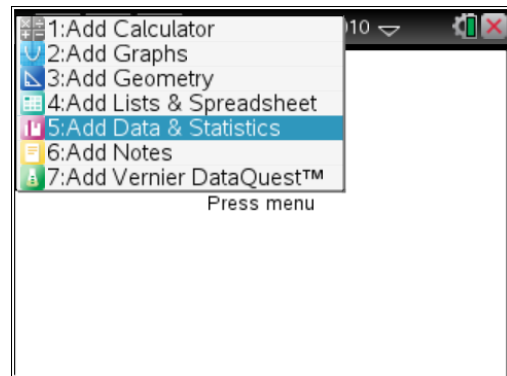 1:Add Calculator
10
2:Add Graphs
3:Add Geometry
4:Add Lists & Spreadsheet
5:Add Data & Statistics
6:Add Notes
7:Add Vernier DataQuest™
Press menu